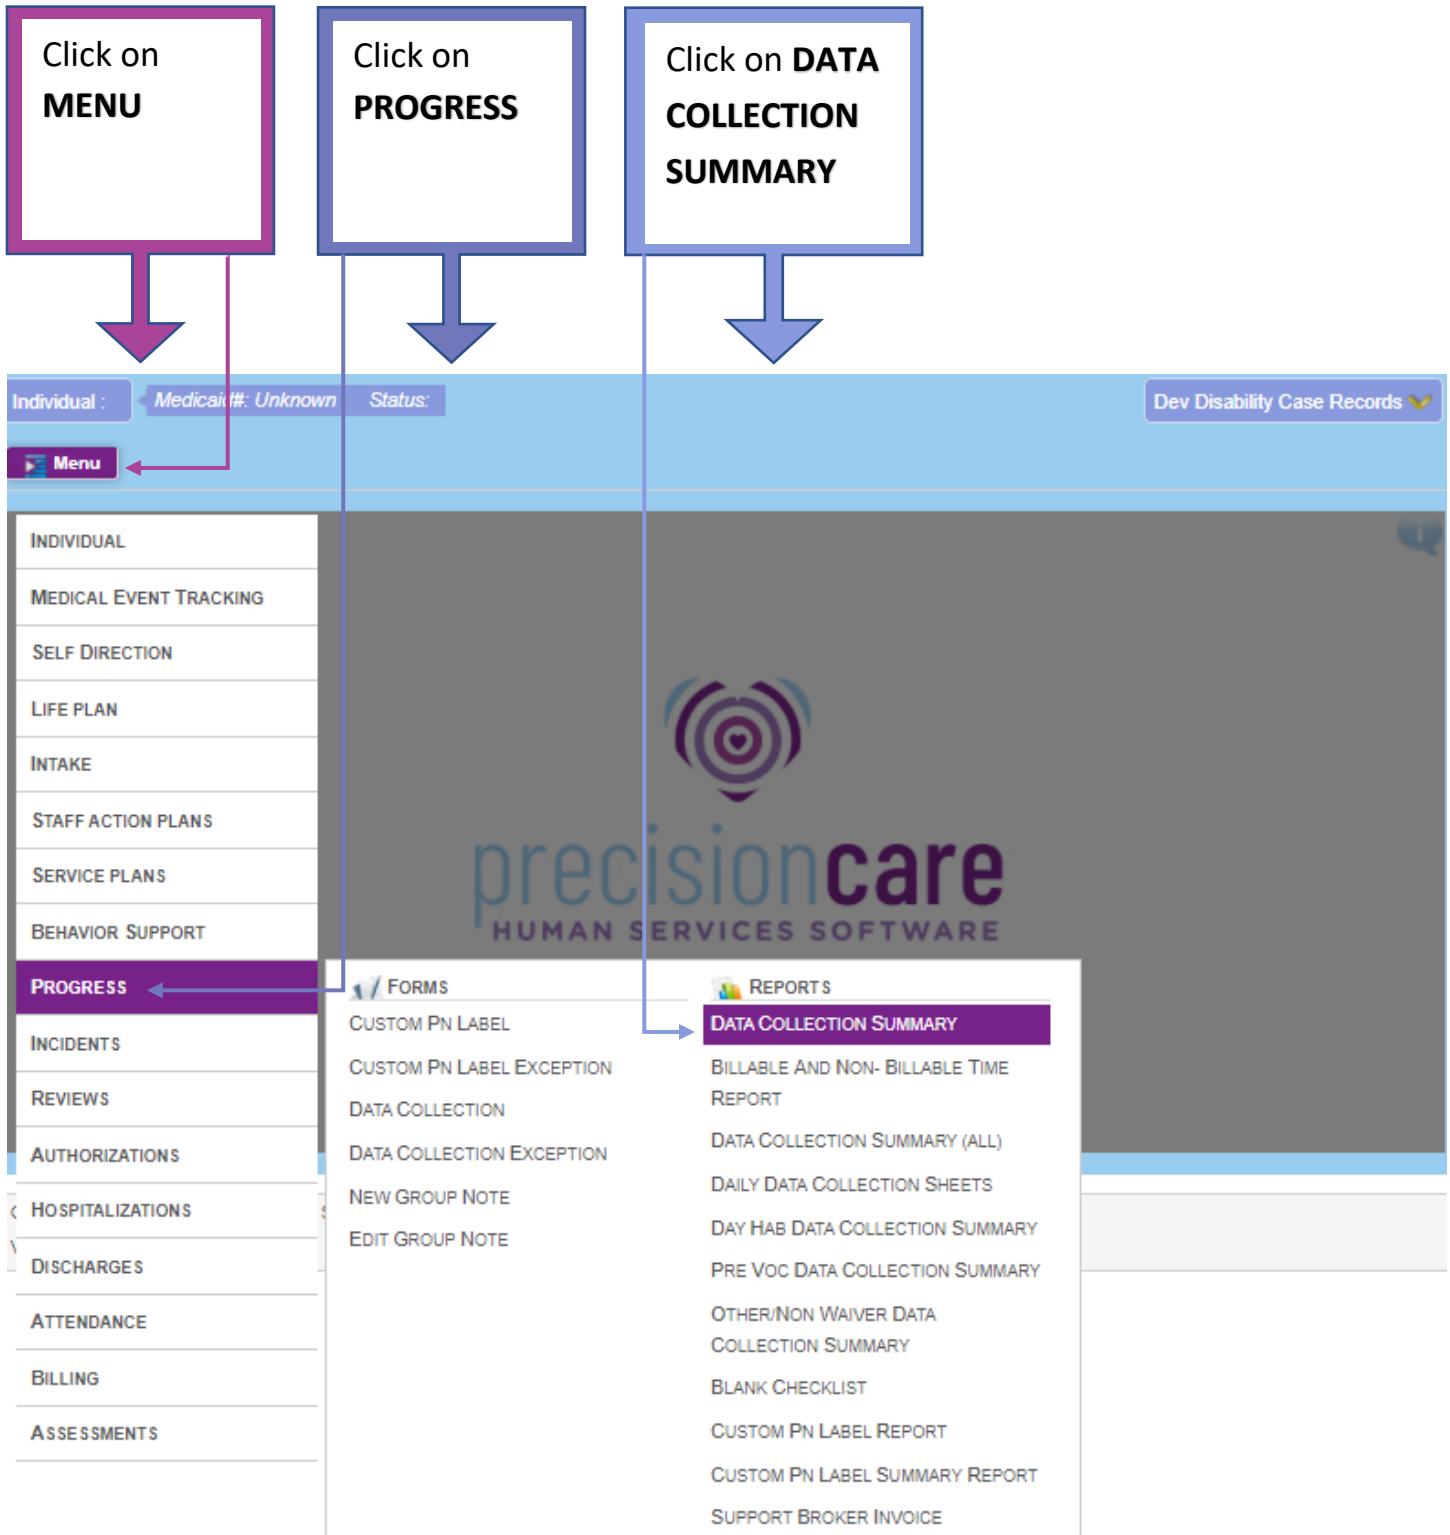 Click on
MENU
Click on
PROGRESS
Click on DATA
COLLECTION
SUMMARY
Individual :
Medicaid#: Unknown Status:
Dev Disability Case Records
Menu
INDIVIDUAL
MEDICAL EVENT TRACKING
SELF DIRECTION
LIFE PLAN
INTAKE
STAFF ACTION PLANS
SERVICE PLANS
BEHAVIOR SUPPORT
PROGRESS
INCIDENTS
REVIEWS
AUTHORIZATIONS
HOSPITALIZATIONS
DISCHARGES
ATTENDANCE
BILLING
ASSESSMENTS
precisioncare
HUMAN SERVICES SOFTWARE
FORMS
CUSTOM PN LABEL
CUSTOM PN LABEL EXCEPTION
DATA COLLECTION
DATA COLLECTION EXCEPTION
NEW GROUP NOTE
EDIT GROUP NOTE
REPORTS
DATA COLLECTION SUMMARY
BILLABLE AND NON- BILLABLE TIME
REPORT
DATA COLLECTION SUMMARY (ALL)
DAILY DATA COLLECTION SHEETS
DAY HAB DATA COLLECTION SUMMARY
PRE VOC DATA COLLECTION SUMMARY
OTHER/NON WAIVER DATA
COLLECTION SUMMARY
BLANK CHECKLIST
CUSTOM PN LABEL REPORT
CUSTOM PN LABEL SUMMARY REPORT
SUPPORT BROKER INVOICE